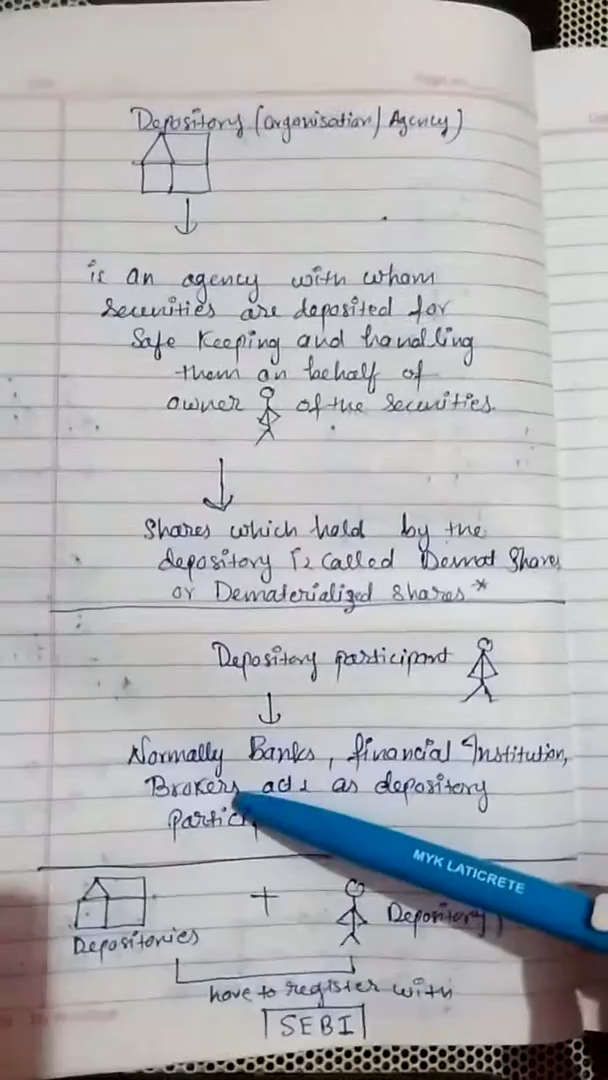 Depository (Organisation/Agency)
is an agency with whom
securities are deposited for
Safe Keeping and handling
them on behalf of
owner of the securities.
Shares which hold by the
depository is called Demat Shares
or Dematerialized shares*
Depository participant
Normally Banks, financial Institution,
Brokers acts as depository
MYK LATICRETE
+
Depositories
Depository
have to register with
SEBI